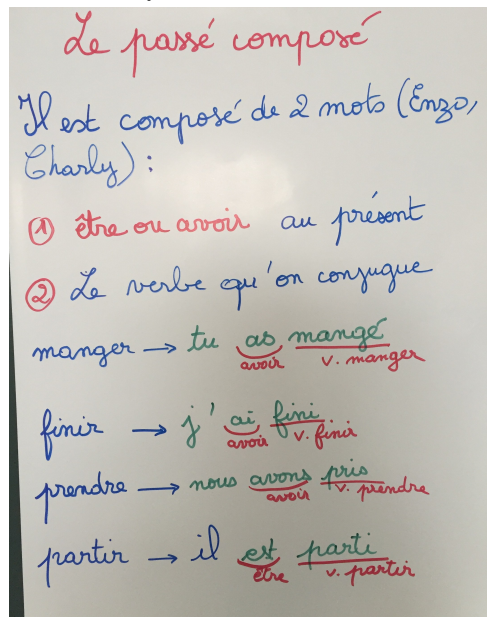 Le passé composé
Il est composé de 2 mots (Enzo,
Charly) :
① être ou avoir au présent
② Le verbe qu'on conjugue
manger → tu as mangé
avoir v. manger
finir → j'ai fini
avoir v. finir
prendre → nous avons pris
avoir v. prendre
partir → il est parti
être v. partir